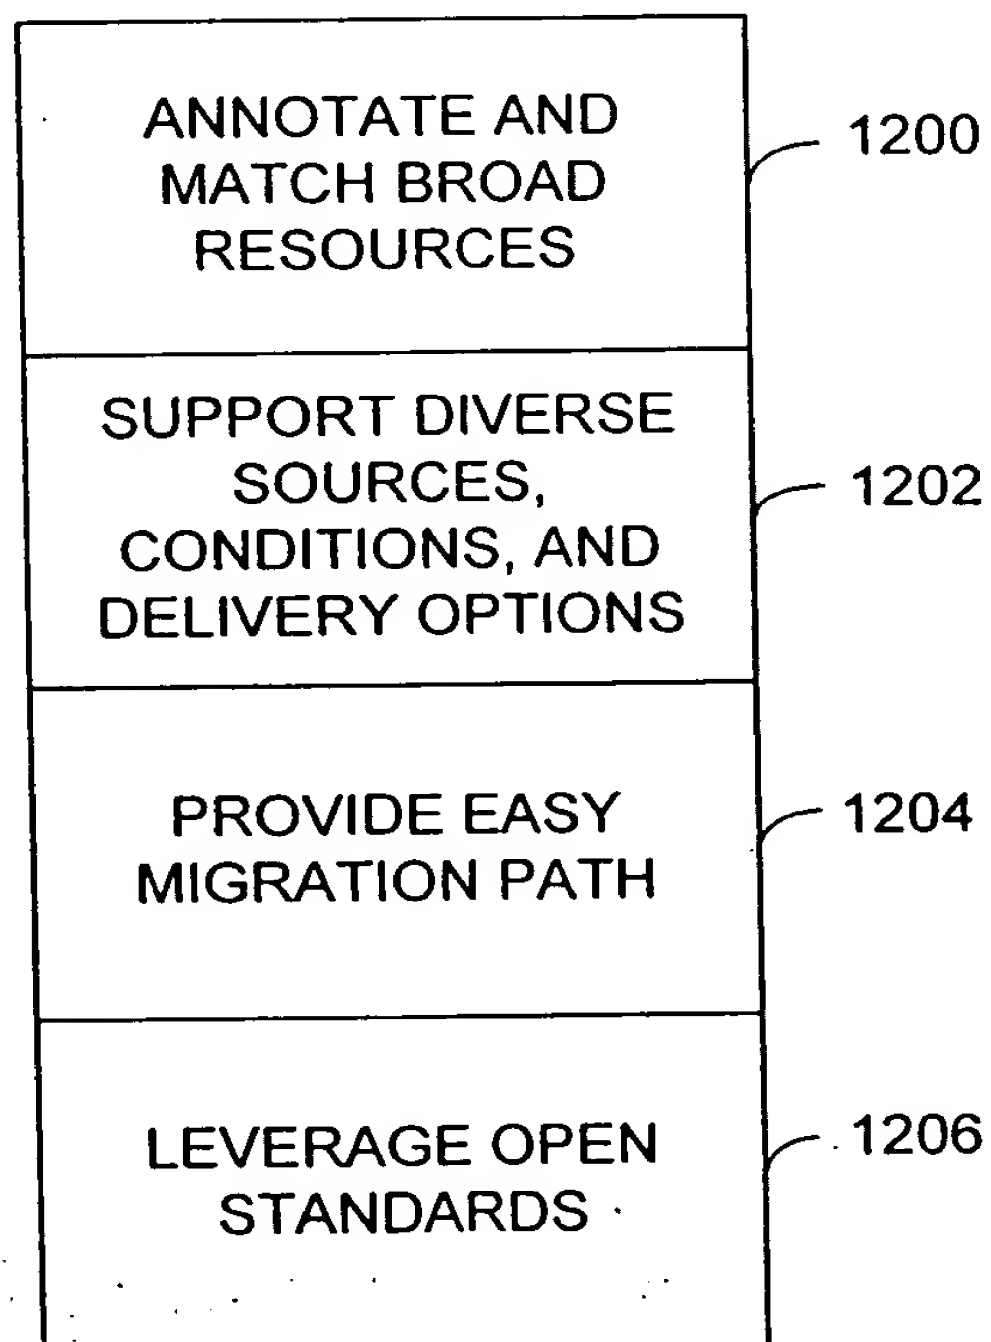 ANNOTATE AND
MATCH BROAD
RESOURCES
1200
SUPPORT DIVERSE
SOURCES,
CONDITIONS, AND
DELIVERY OPTIONS
1202
PROVIDE EASY
MIGRATION PATH
1204
LEVERAGE OPEN
STANDARDS
1206